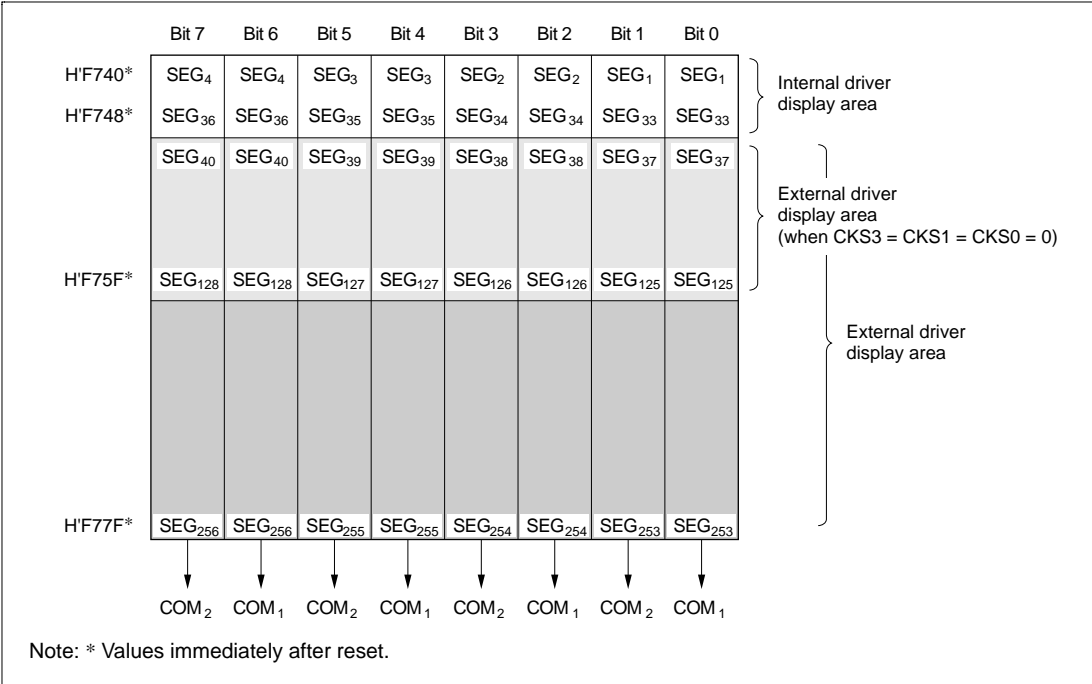 Bit 7 Bit 6 Bit 5 Bit 4 Bit 3 Bit 2 Bit 1 Bit 0
H'F740* SEG4 SEG4 SEG3 SEG3 SEG2 SEG2 SEG1 SEG1
Internal driver
display area
H'F748* SEG36 SEG36 SEG35 SEG35 SEG34 SEG34 SEG33 SEG33
SEG40 SEG40 SEG39 SEG39 SEG38 SEG38 SEG37 SEG37
External driver
display area
(when CKS3 = CKS1 = CKS0 = 0)
H'F75F* SEG128 SEG128 SEG127 SEG127 SEG126 SEG126 SEG125 SEG125
External driver
display area
H'F77F* SEG256 SEG256 SEG255 SEG255 SEG254 SEG254 SEG253 SEG253
COM2 COM1 COM2 COM1 COM2 COM1 COM2 COM1
Note: * Values immediately after reset.